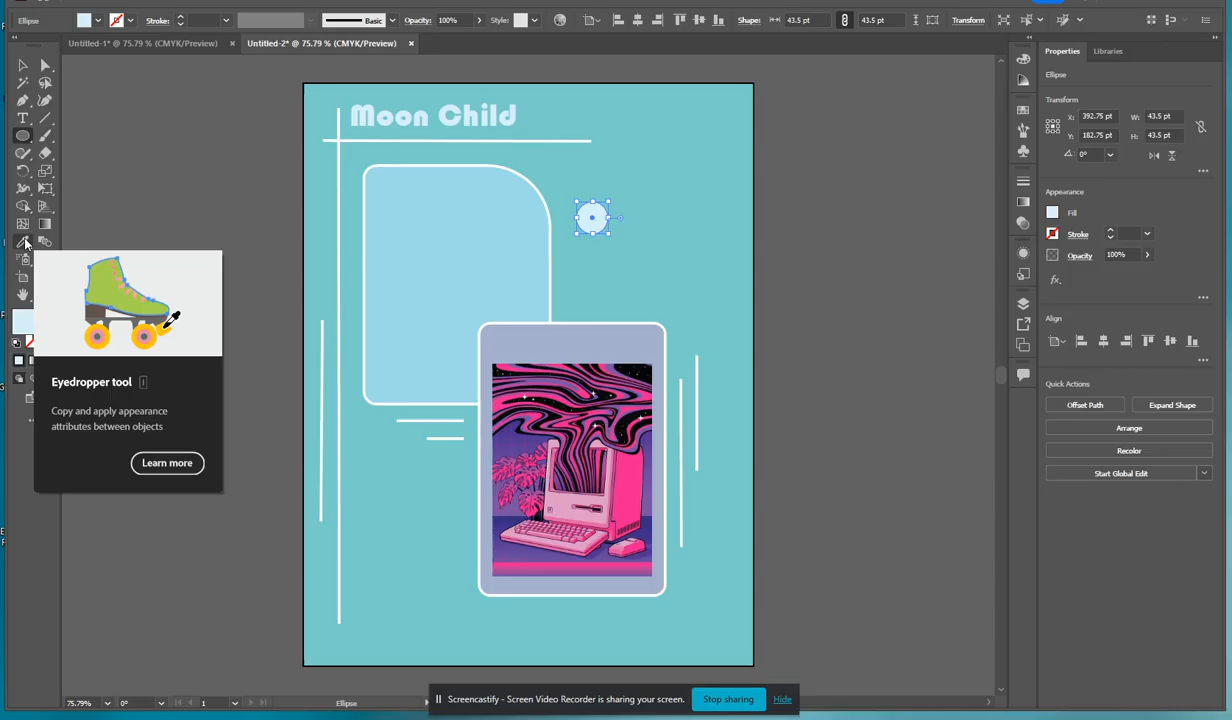 Ellipse Stroke: Basic Opacity: 100% Style: Shape: 43.5 pt 43.5 pt Transform
Untitled-1* @ 75.79 % (CMYK/Preview) × Untitled-2* @ 75.79 % (CMYK/Preview) ×
Properties Libraries
Ellipse
Transform
X: 392.75 pt W: 43.5 pt
Y: 182.75 pt H: 43.5 pt
0°
Appearance
Fill
Stroke
Opacity 100%
fx.
Align
Quick Actions
Offset Path Expand Shape
Arrange
Recolor
Start Global Edit
Moon Child
Eyedropper tool I
Copy and apply appearance
attributes between objects
Learn more
75.79% 0° 1 Ellipse
Screencastify - Screen Video Recorder is sharing your screen. Stop sharing Hide